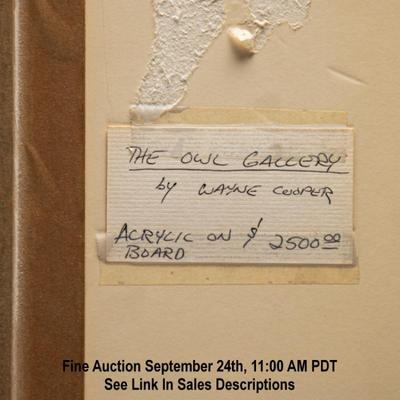 THE OWL GALLERY
by WAYNE COOPER
ACRYLIC ON $ 2500.00
BOARD
Fine Auction September 24th, 11:00 AM PDT
See Link In Sales Descriptions